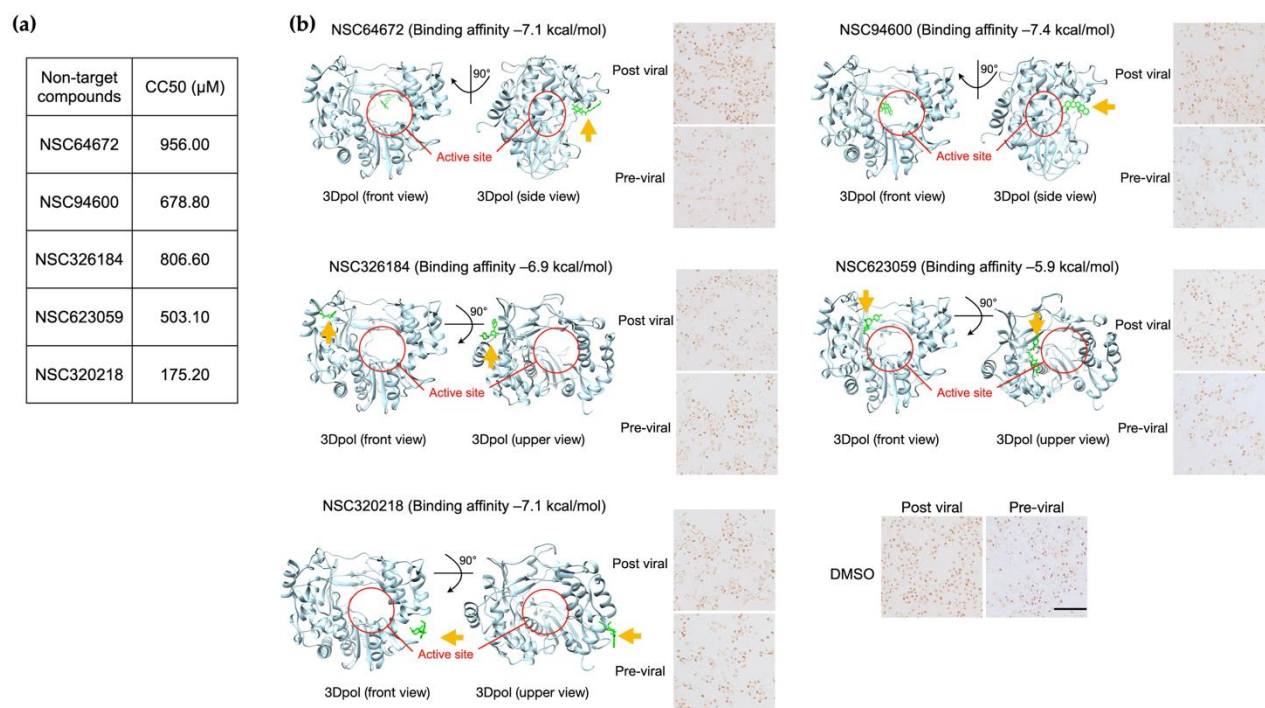 (a)
Non-target
compounds
CC50 (µM)
NSC64672
956.00
NSC94600
678.80
NSC326184
806.60
NSC623059
503.10
NSC320218
175.20
(b)
NSC64672 (Binding affinity –7.1 kcal/mol)
90°
Post viral
Active site
Pre-viral
3Dpol (front view)
3Dpol (side view)
NSC94600 (Binding affinity –7.4 kcal/mol)
90°
Post viral
Active site
Pre-viral
3Dpol (front view)
3Dpol (side view)
NSC326184 (Binding affinity –6.9 kcal/mol)
90°
Post viral
Active site
Pre-viral
3Dpol (front view)
3Dpol (upper view)
NSC623059 (Binding affinity –5.9 kcal/mol)
90°
Post viral
Active site
Pre-viral
3Dpol (front view)
3Dpol (upper view)
NSC320218 (Binding affinity –7.1 kcal/mol)
90°
Post viral
Active site
Pre-viral
3Dpol (front view)
3Dpol (upper view)
Post viral
Pre-viral
DMSO